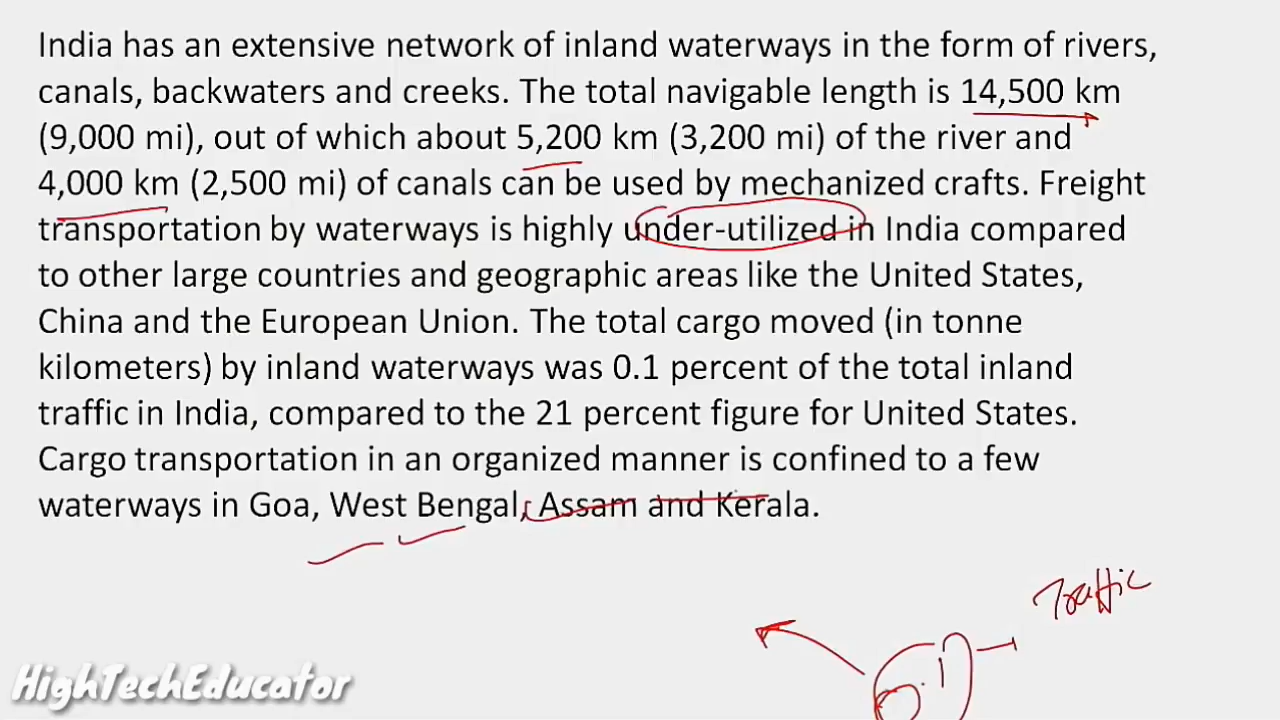 India has an extensive network of inland waterways in the form of rivers,
canals, backwaters and creeks. The total navigable length is 14,500 km
(9,000 mi), out of which about 5,200 km (3,200 mi) of the river and
4,000 km (2,500 mi) of canals can be used by mechanized crafts. Freight
transportation by waterways is highly under-utilized in India compared
to other large countries and geographic areas like the United States,
China and the European Union. The total cargo moved (in tonne
kilometers) by inland waterways was 0.1 percent of the total inland
traffic in India, compared to the 21 percent figure for United States.
Cargo transportation in an organized manner is confined to a few
waterways in Goa, West Bengal, Assam and Kerala.
Traffic
0.1
HighTechEducator